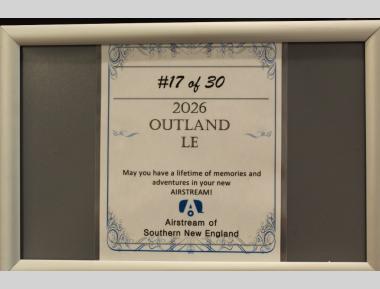 #17 of 30
2026
OUTLAND
LE
May you have a lifetime of memories and
adventures in your new
AIRSTREAM!
A
Airstream of
Southern New England